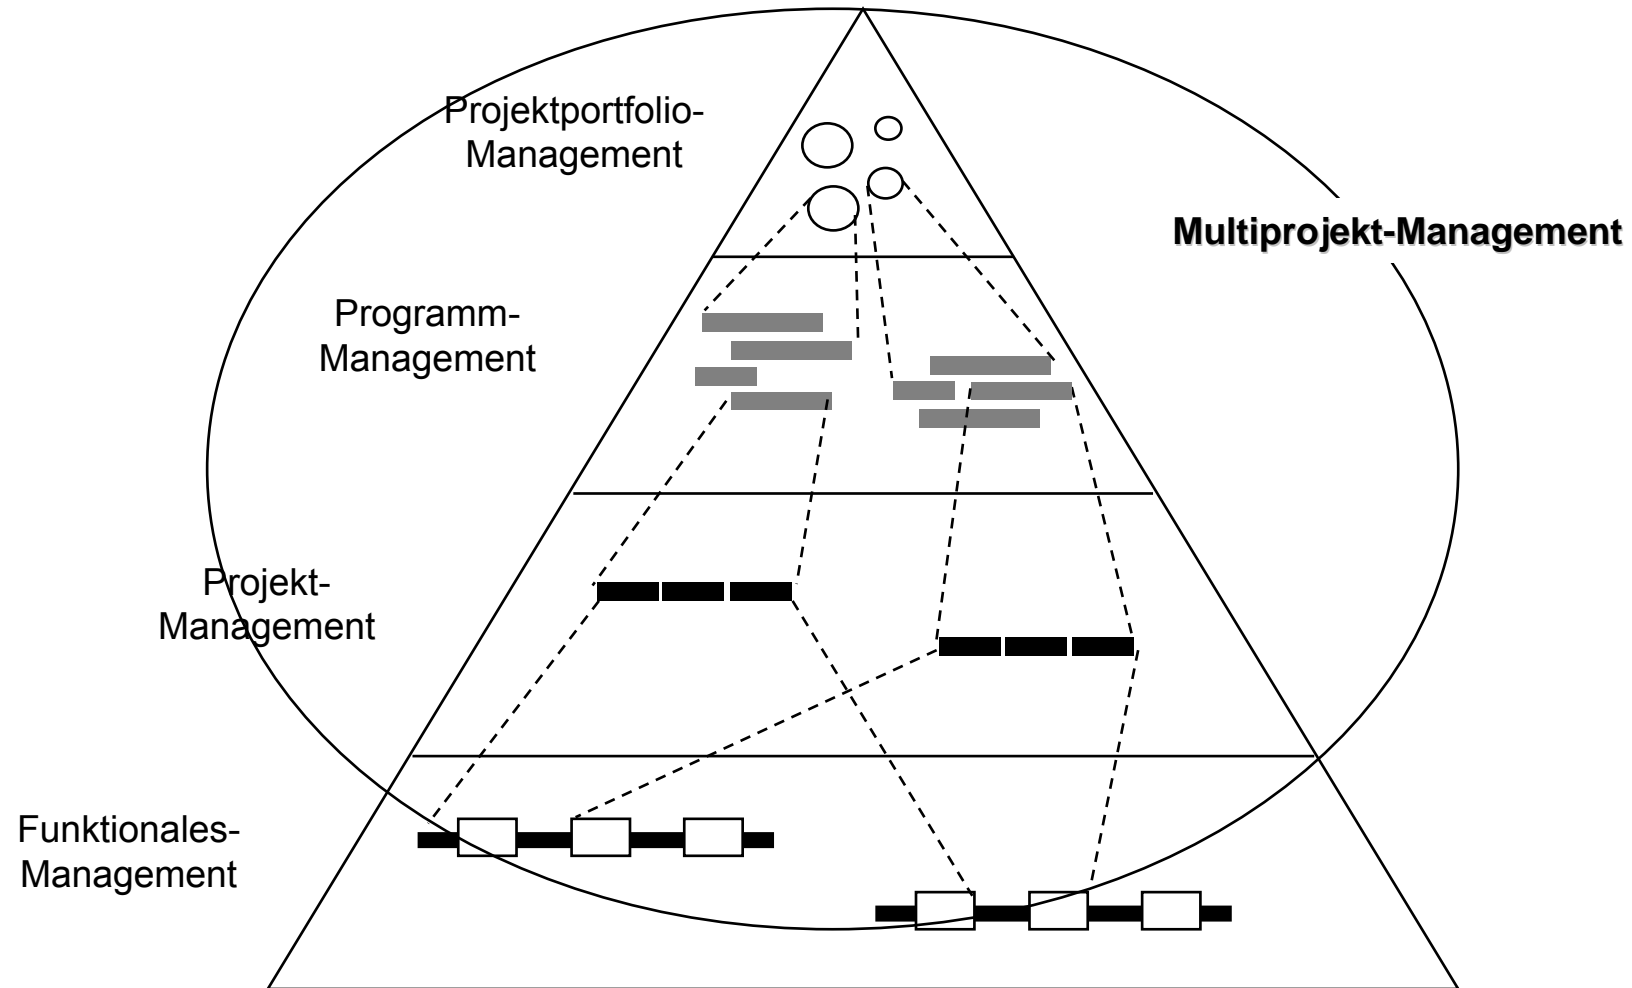 Projektportfolio-
Management
Multiprojekt-Management
Programm-
Management
Projekt-
Management
Funktionales-
Management